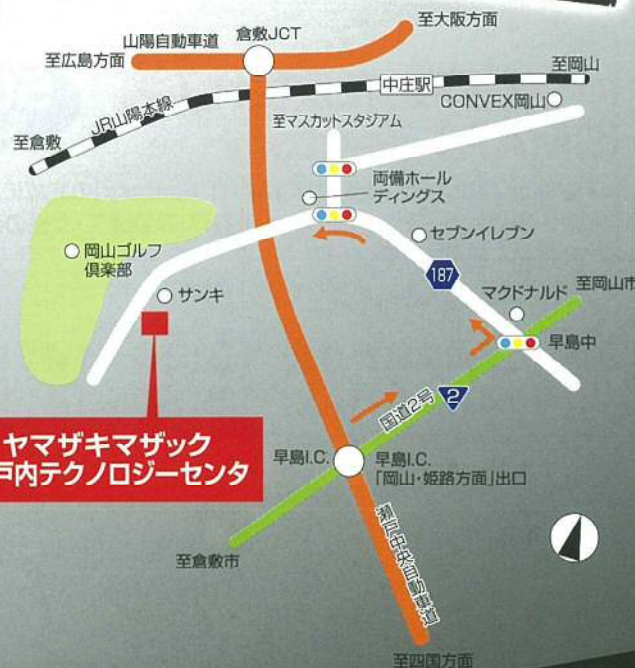 至大阪方面
山陽自動車道
倉敷JCT
至広島方面
至岡山
中庄駅
CONVEX岡山
JR山陽本線
至マスカットスタジアム
至倉敷
両備ホール
ディングス
セブンイレブン
岡山ゴルフ
倶楽部
187
至岡山市
サンキ
マクドナルド
早島中
2
国道2号
ヤマザキマザック
戸内テクノロジーセンタ
早島I.C.
早島I.C.
「岡山・姫路方面」出口
瀬戸中央自動車道
至倉敷市
至四国方面